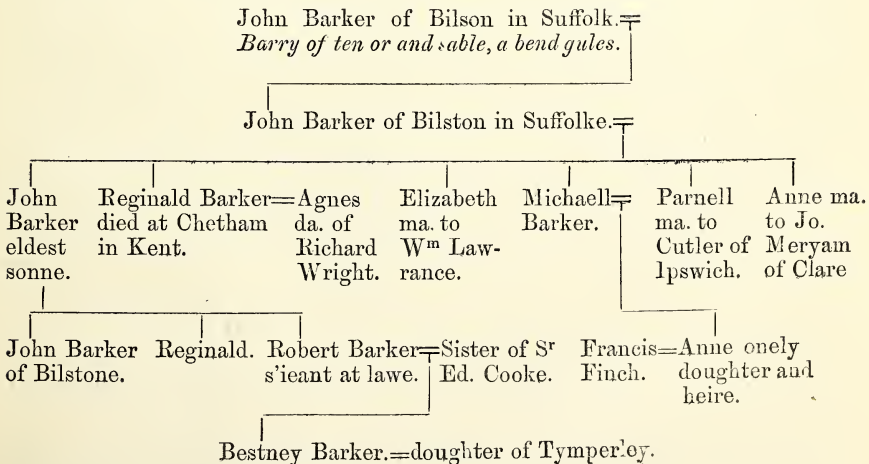 John Barker of Bilson in Suffolk.
Barry of ten or and sable, a bend gules.
John Barker of Bilston in Suffolke.
John
Barker
eldest
sonne.
Reginald Barker=Agnes
died at Chetham
in Kent.
da. of
Richard
Wright.
Elizabeth
ma. to
Wm Law-
rance.
Michaell
Barker.
Parnell
ma. to
Cutler of
Ipswich.
Anne ma.
to Jo.
Meryam
of Clare
John Barker
of Bilstone.
Reginald.
Robert Barker
s'ieant at lawe.
Sister of Sr
Ed. Cooke.
Francis=Anne onely
Finch.
doughter and
heire.
Bestney Barker.=doughter of Tymperley.